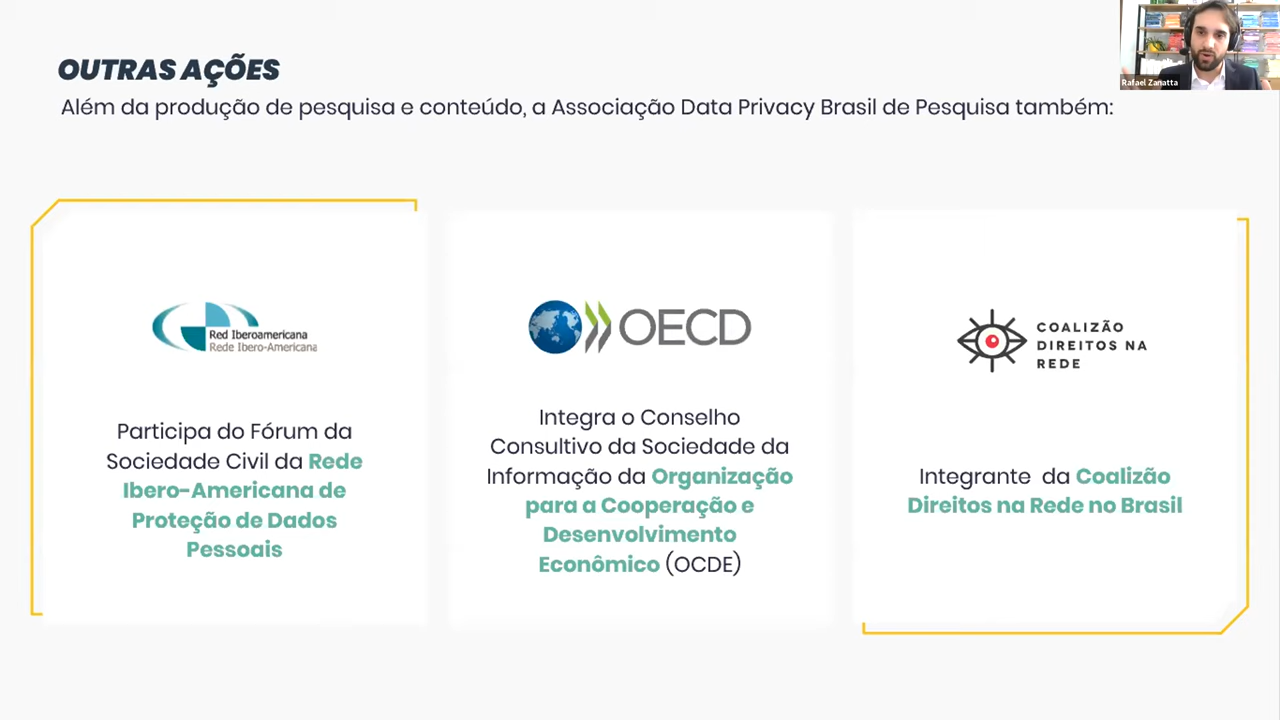 OUTRAS AÇÕES
Além da produção de pesquisa e conteúdo, a Associação Data Privacy Brasil de Pesquisa também:
Rafael Zanatta
Red Iberoamericana
Rede Ibero-Americana
Participa do Fórum da
Sociedade Civil da Rede
Ibero-Americana de
Proteção de Dados
Pessoais
OECD
Integra o Conselho
Consultivo da Sociedade da
Informação da Organização
para a Cooperação e
Desenvolvimento
Econômico (OCDE)
COALIZÃO
DIREITOS NA
REDE
Integrante da Coalizão
Direitos na Rede no Brasil